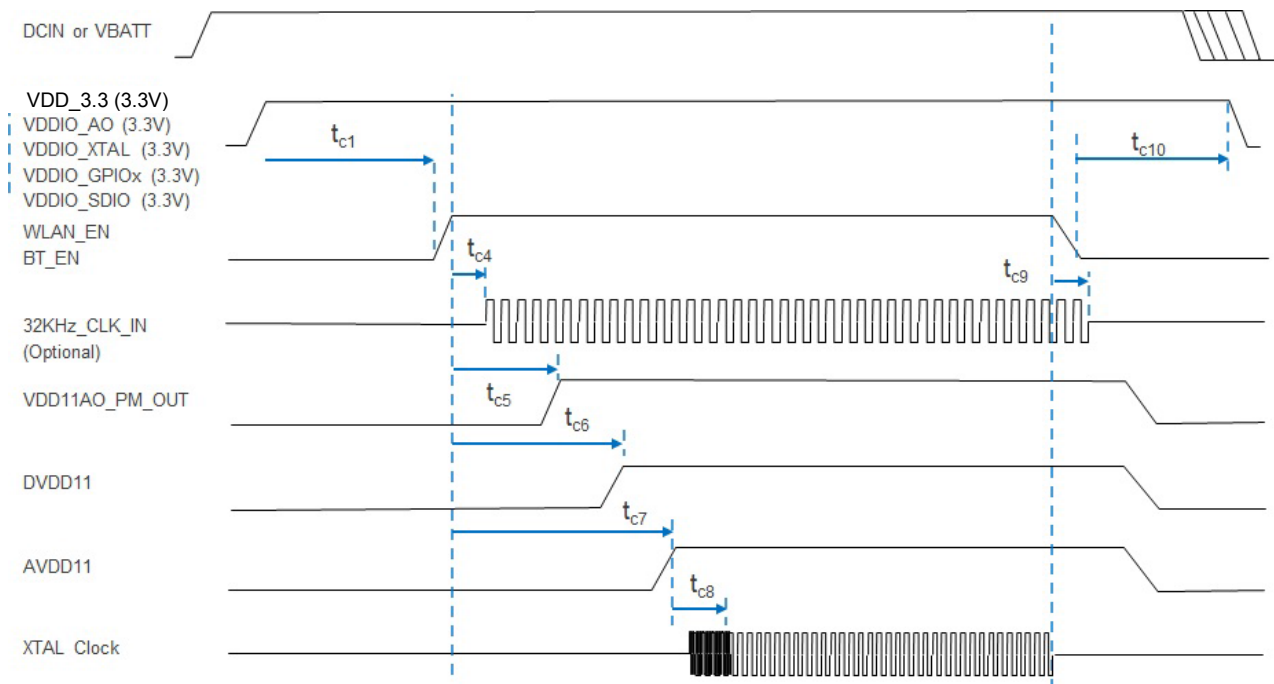 DCIN or VBATT
VDD_3.3 (3.3V)
VDDIO_AO (3.3V)
VDDIO_XTAL (3.3V)
VDDIO_GPIOx (3.3V)
VDDIO_SDIO (3.3V)
tc1
tc10
WLAN_EN
BT_EN
tc4
tc9
32KHz_CLK_IN
(Optional)
tc5
VDD11AO_PM_OUT
tc6
DVDD11
tc7
AVDD11
tc8
XTAL Clock